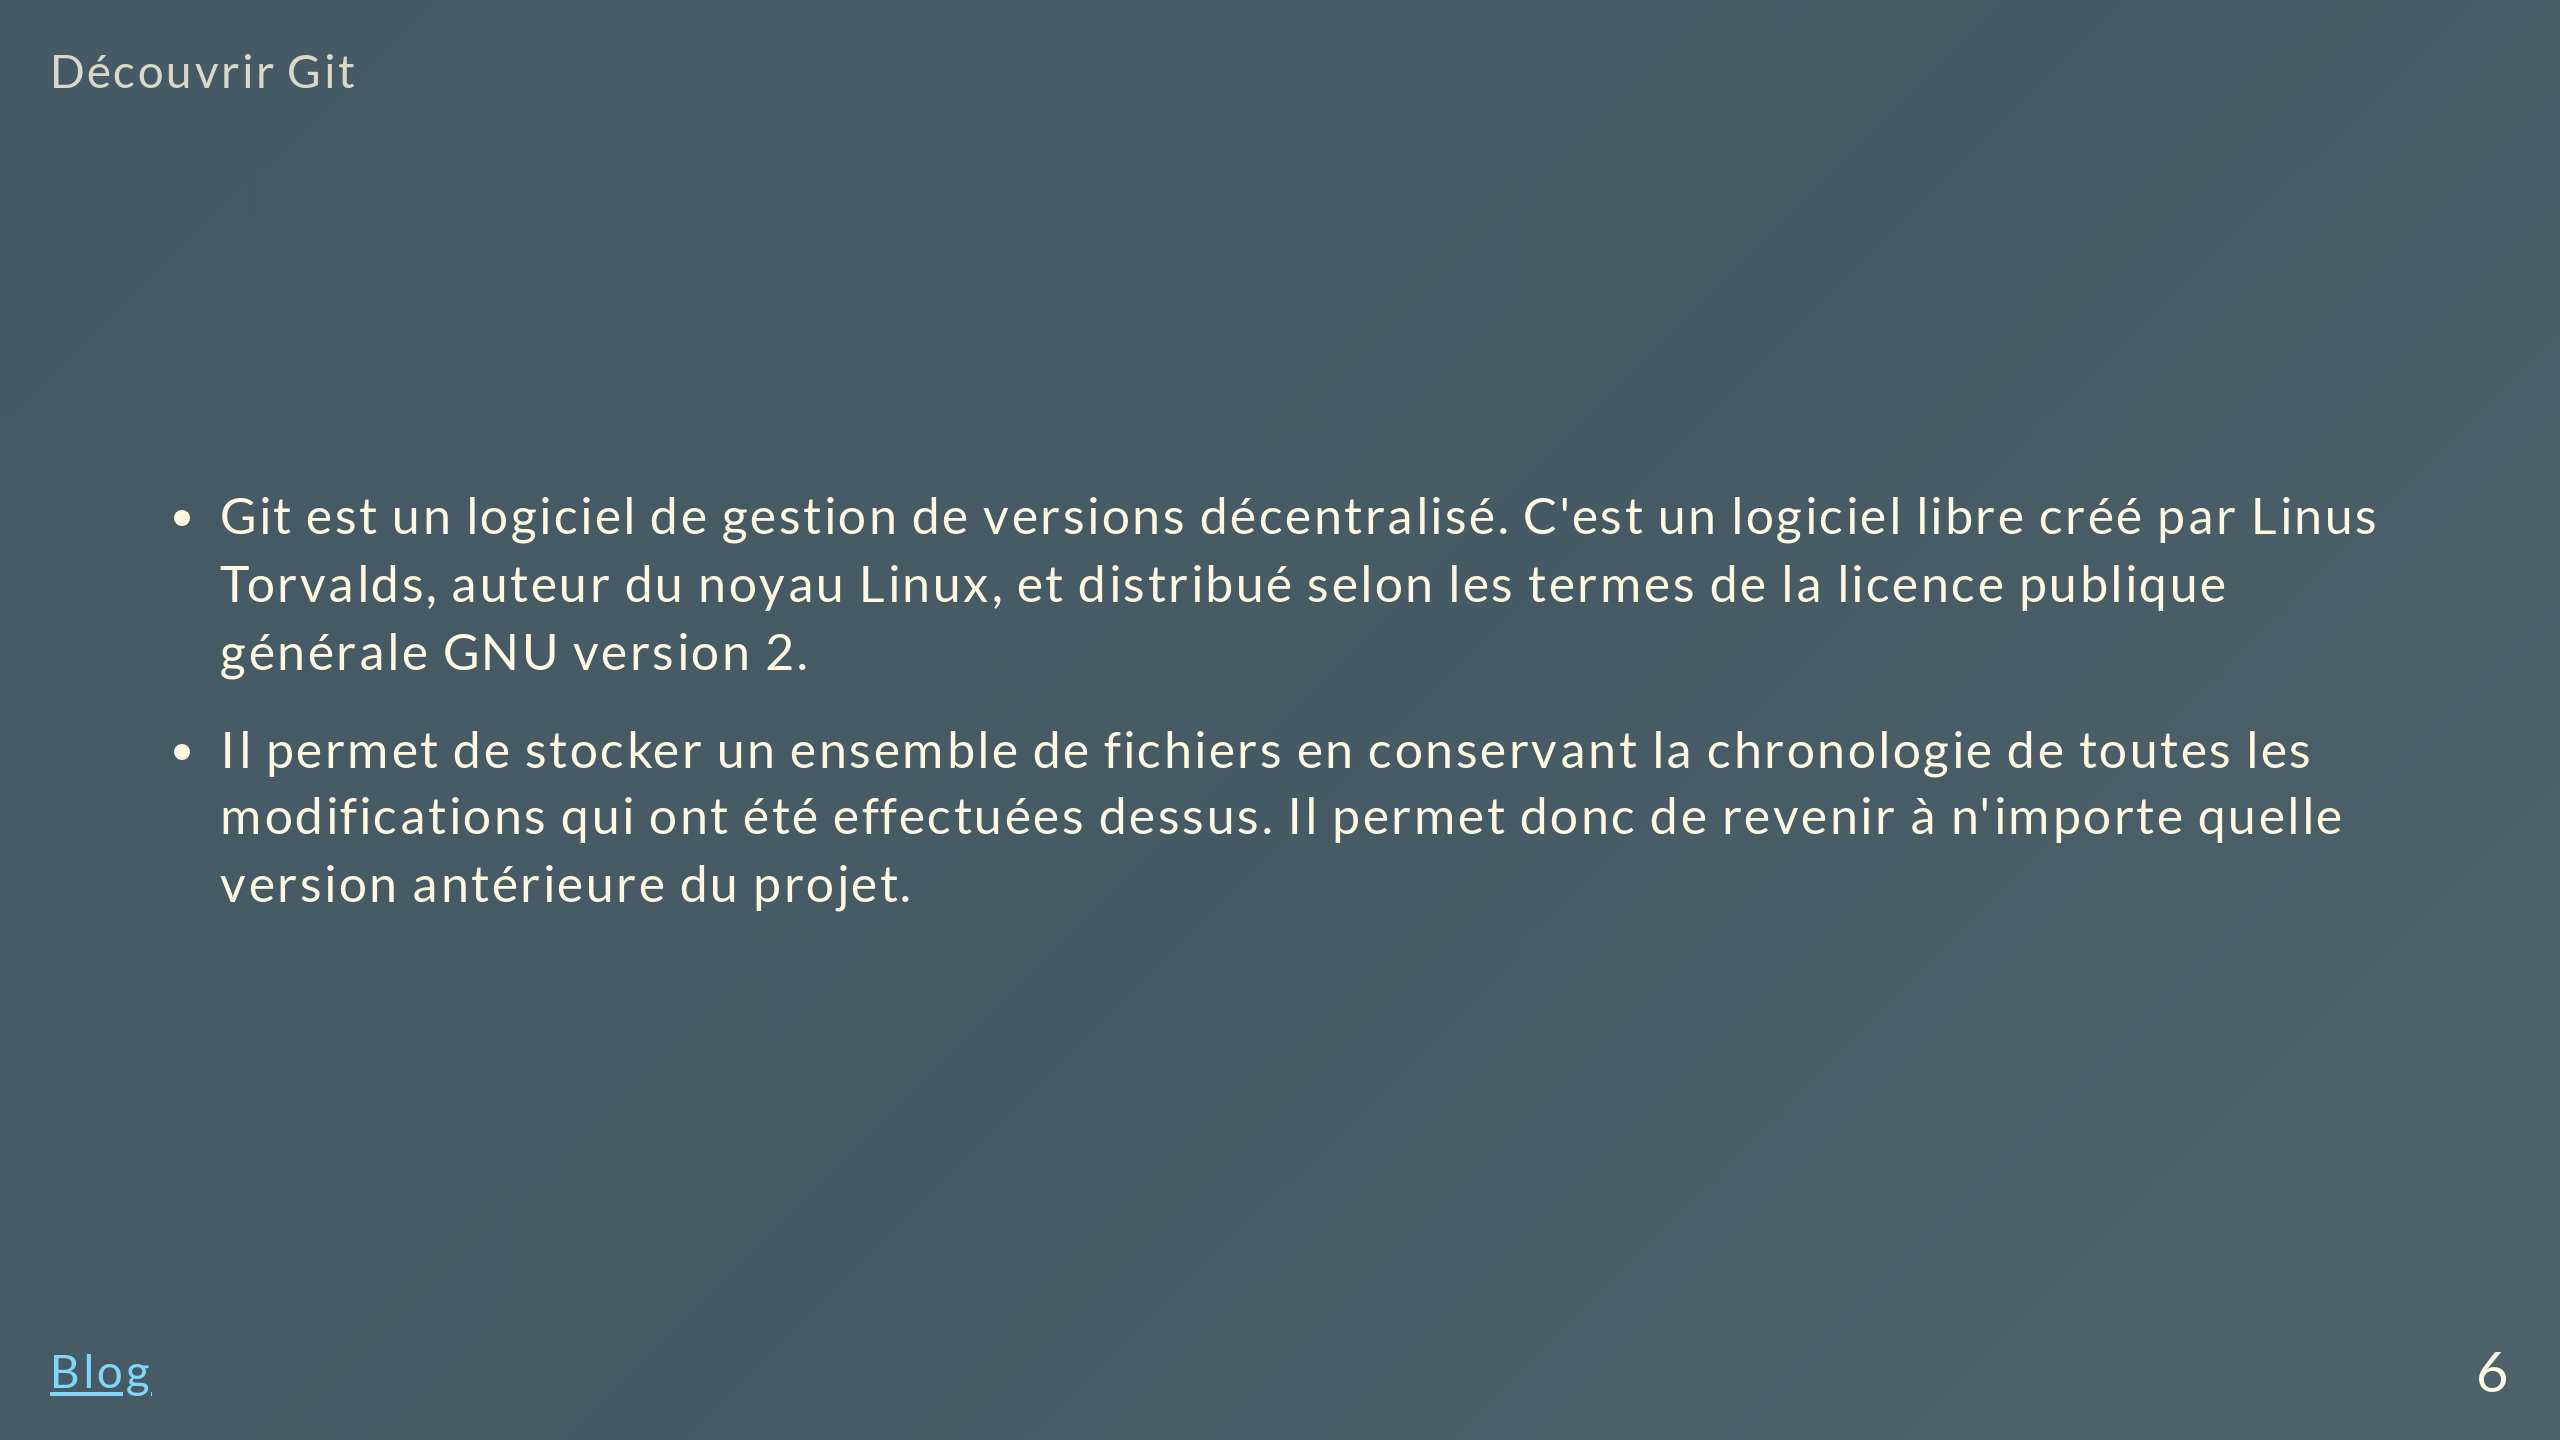 Découvrir Git
• Git est un logiciel de gestion de versions décentralisé. C'est un logiciel libre créé par Linus
Torvalds, auteur du noyau Linux, et distribué selon les termes de la licence publique
générale GNU version 2.
• Il permet de stocker un ensemble de fichiers en conservant la chronologie de toutes les
modifications qui ont été effectuées dessus. Il permet donc de revenir à n'importe quelle
version antérieure du projet.
Blog
6